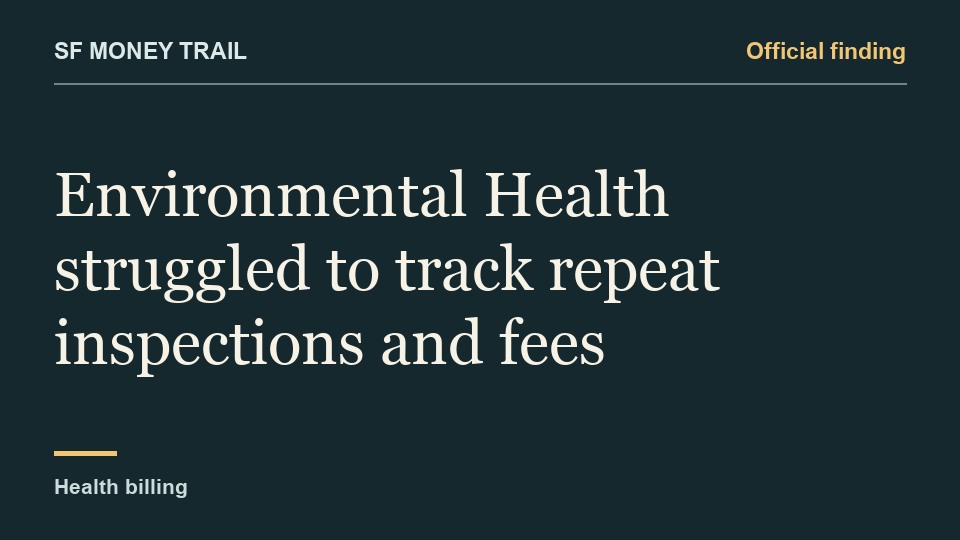 SF MONEY TRAIL
Official finding
Environmental Health
struggled to track repeat
inspections and fees
Health billing